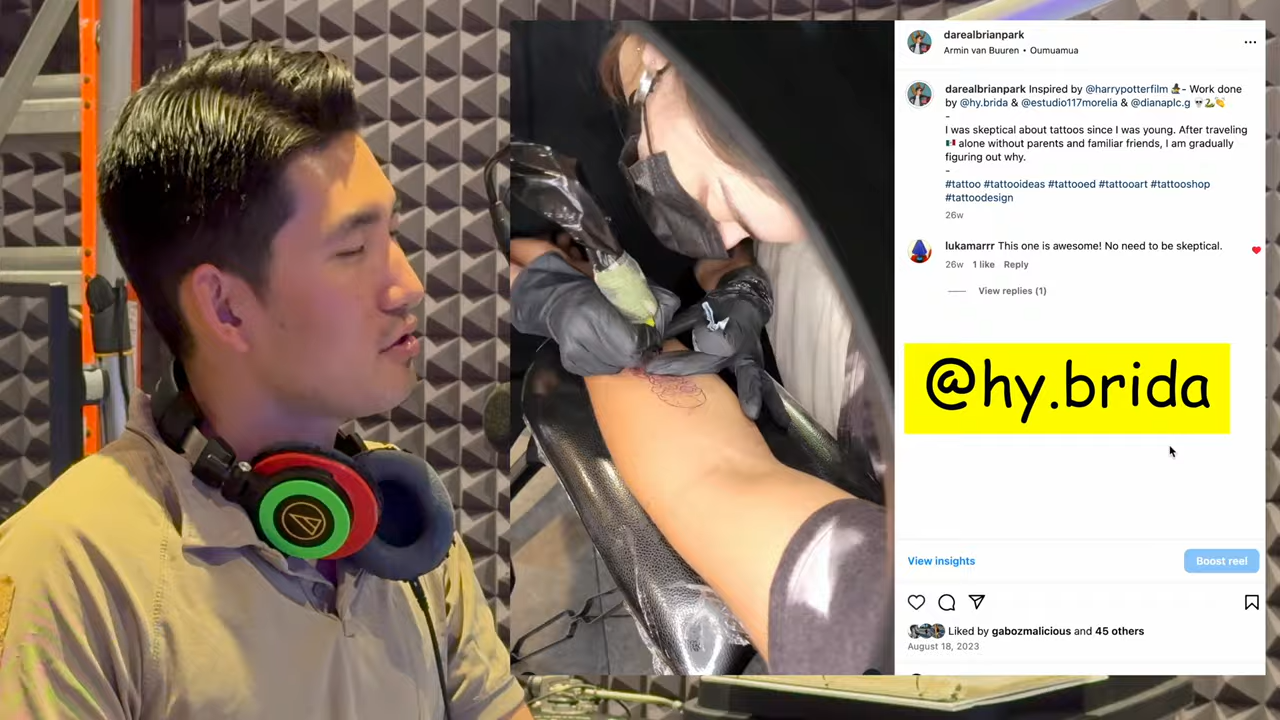 darealbrianpark
Armin van Buuren • Oumuamua
darealbrianpark Inspired by @harrypotterfilm 🧙‍♂️- Work done
by @hy.brida & @estudio117morelia & @dianaplc.g 💀🐍👏
-
I was skeptical about tattoos since I was young. After traveling
🇲🇽 alone without parents and familiar friends, I am gradually
figuring out why.
-
#tattoo #tattooideas #tattooed #tattooart #tattooshop
#tattoodesign
26w
lukamarrr This one is awesome! No need to be skeptical.
26w 1 like Reply
View replies (1)
@hy.brida
View insights
Boost reel
Liked by gabozmalicious and 45 others
August 18, 2023